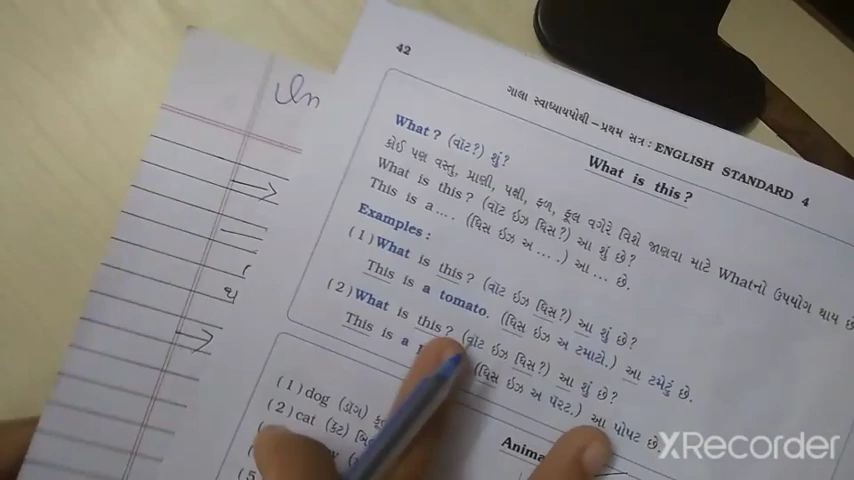 42
ગાલા સ્વાધ્યાયપોથી – પ્રથમ સત્ર : ENGLISH STANDARD 4
What is this?
What? (વૉટ?) શું?
કોઈ પણ વસ્તુ, પ્રાણી, પક્ષી, ફળ, ફૂલ વગેરે વિશે જાણવા માટે Whatનો ઉપયોગ થાય છે
What is this? (વૉટ ઇઝ ધિસ?) આ શું છે?
This is a.... (ધિસ ઇઝ અ ....) આ ... છે.
Examples :
(1) What is this? (વૉટ ઇઝ ધિસ?) આ શું છે?
This is a tomato. (ધિસ ઇઝ અ ટમાટો.) આ ટમેટું છે.
(2) What is this? (વૉટ ઇઝ ધિસ?) આ શું છે?
This is a (ધિસ ઇઝ અ પૅરટ.) આ પોપટ છે.
Anima
(1) dog (ડૉગ)
(2) cat (કૅટ)
(5
XRecorder